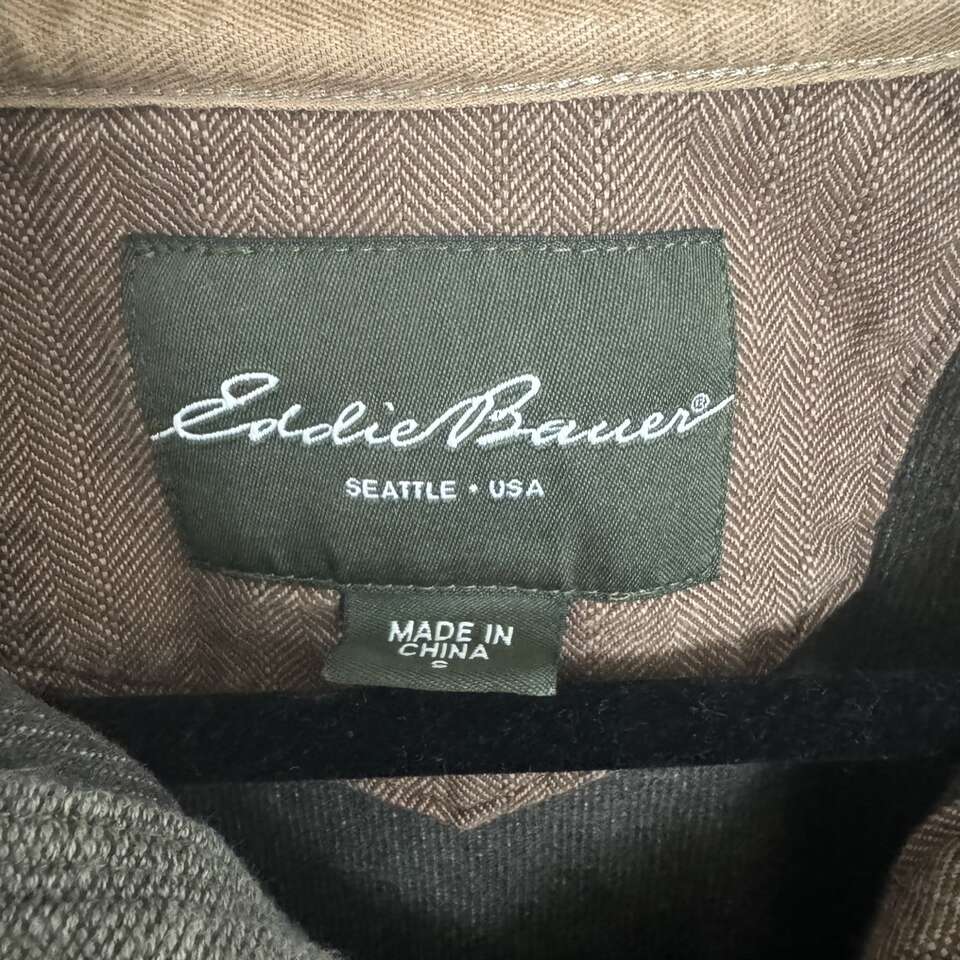 Eddie Bauer®
SEATTLE • USA
MADE IN
CHINA
S